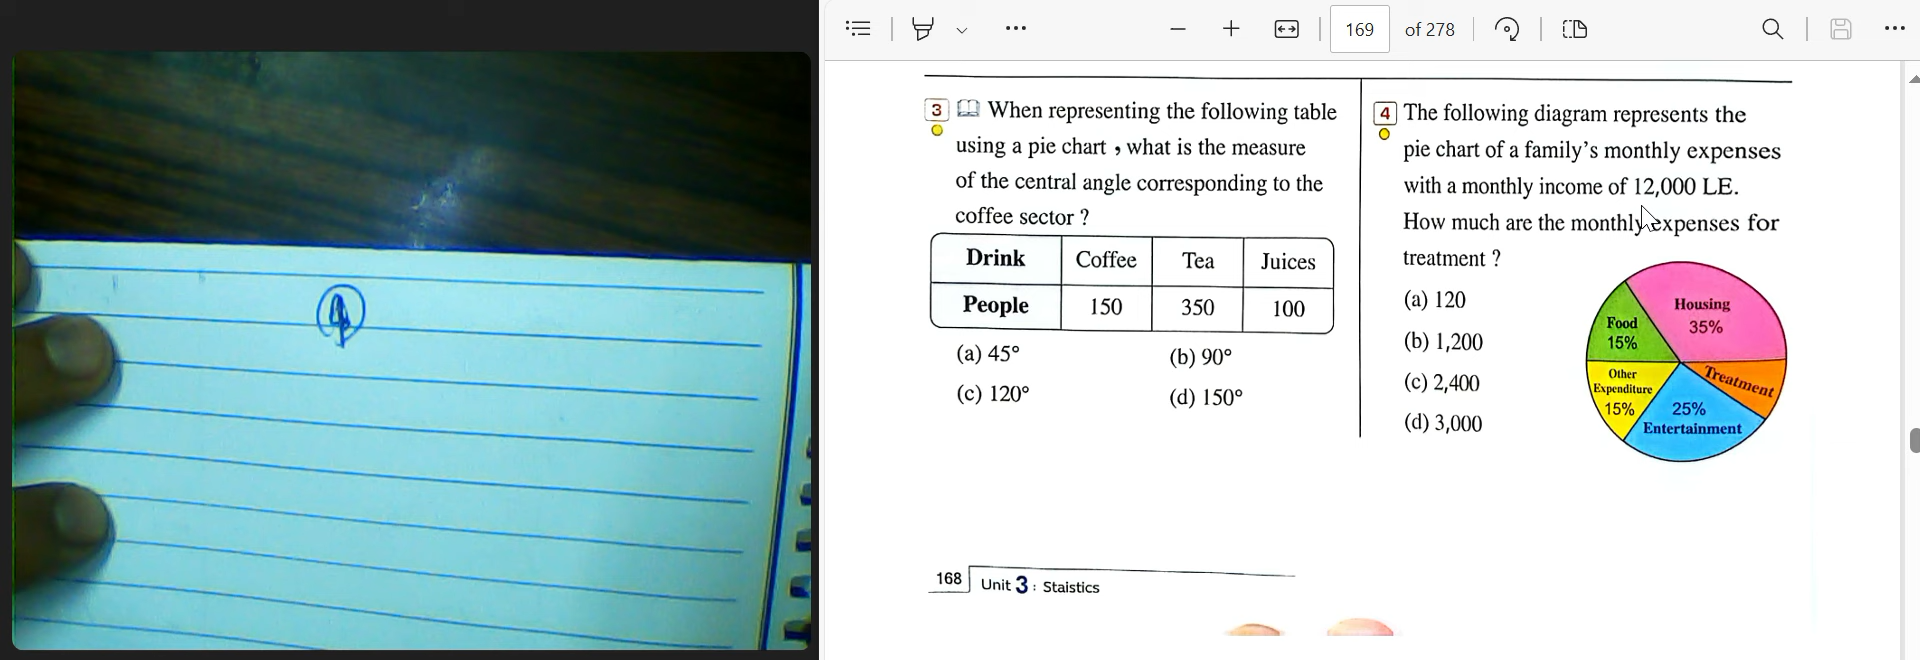 ④
169 of 278
3 When representing the following table
using a pie chart , what is the measure
of the central angle corresponding to the
coffee sector ?
Drink Coffee Tea Juices
People 150 350 100
(a) 45° (b) 90°
(c) 120° (d) 150°
4 The following diagram represents the
pie chart of a family's monthly expenses
with a monthly income of 12,000 LE.
How much are the monthly expenses for
treatment ?
(a) 120
(b) 1,200
(c) 2,400
(d) 3,000
Housing
35%
Food
15%
Treatment
Other
Expenditure
15%
25%
Entertainment
168 Unit 3 : Staistics